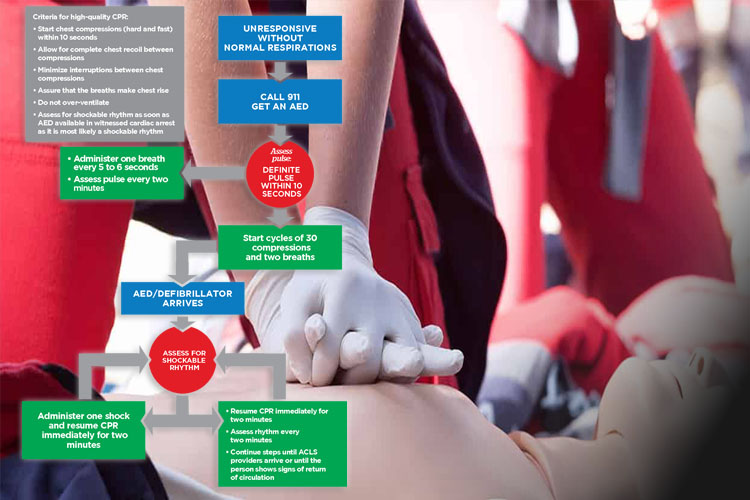 Criteria for high-quality CPR:
• Start chest compressions (hard and fast)
within 10 seconds
• Allow for complete chest recoil between
compressions
• Minimize interruptions between chest
compressions
• Assure that the breaths make chest rise
• Do not over-ventilate
• Assess for shockable rhythm as soon as
AED available in witnessed cardiac arrest
as it is most likely a shockable rhythm
UNRESPONSIVE
WITHOUT
NORMAL RESPIRATIONS
CALL 911
GET AN AED
Assess
pulse:
DEFINITE
PULSE
WITHIN 10
SECONDS
• Administer one breath
every 5 to 6 seconds
• Assess pulse every two
minutes
Start cycles of 30
compressions
and two breaths
AED/DEFIBRILLATOR
ARRIVES
ASSESS FOR
SHOCKABLE
RHYTHM
Administer one shock
and resume CPR
immediately for two
minutes
• Resume CPR immediately for
two minutes
• Assess rhythm every
two minutes
• Continue steps until ACLS
providers arrive or until the
person shows signs of return
of circulation